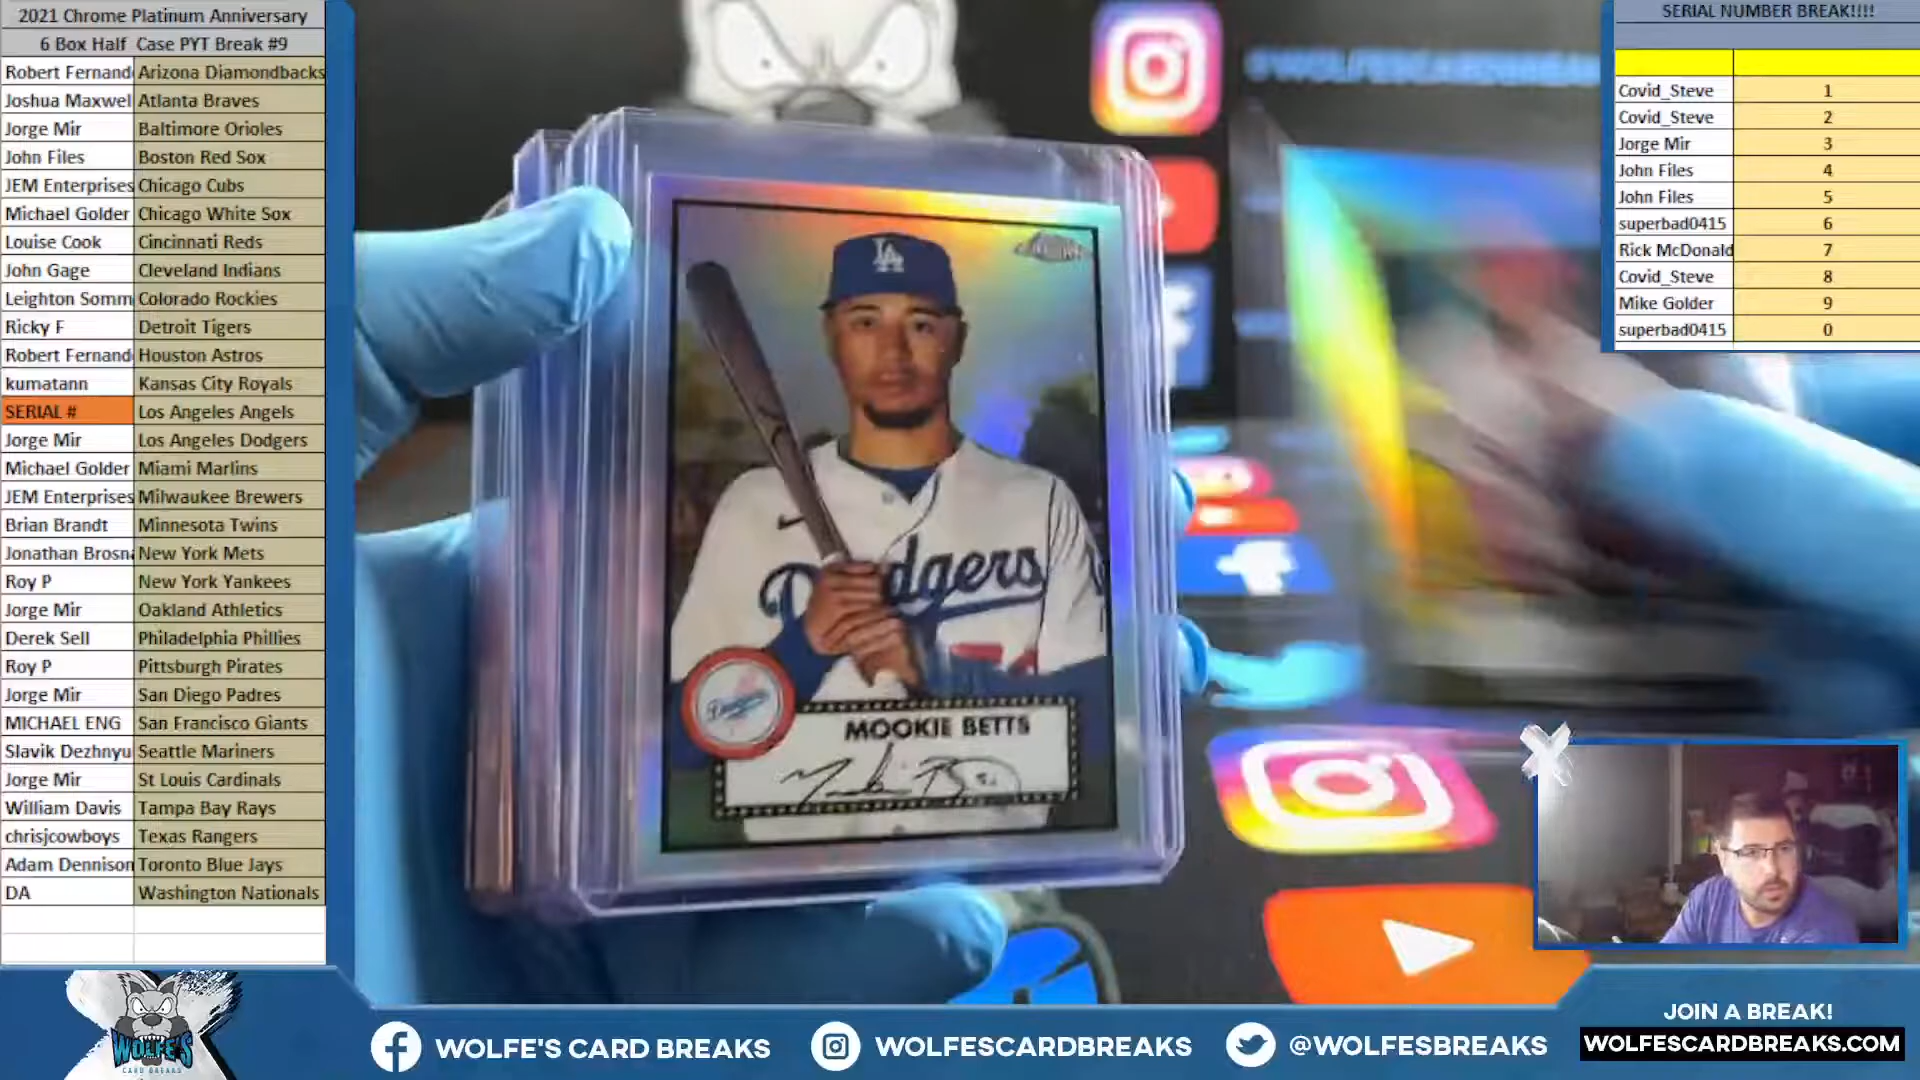 2021 Chrome Platinum Anniversary
6 Box Half Case PYT Break #9
Robert Fernand Arizona Diamondbacks
Joshua Maxwel Atlanta Braves
Jorge Mir Baltimore Orioles
John Files Boston Red Sox
JEM Enterprises Chicago Cubs
Michael Golder Chicago White Sox
Louise Cook Cincinnati Reds
John Gage Cleveland Indians
Leighton Somm Colorado Rockies
Ricky F Detroit Tigers
Robert Fernand Houston Astros
kumatann Kansas City Royals
SERIAL # Los Angeles Angels
Jorge Mir Los Angeles Dodgers
Michael Golder Miami Marlins
JEM Enterprises Milwaukee Brewers
Brian Brandt Minnesota Twins
Jonathan Brosn New York Mets
Roy P New York Yankees
Jorge Mir Oakland Athletics
Derek Sell Philadelphia Phillies
Roy P Pittsburgh Pirates
Jorge Mir San Diego Padres
MICHAEL ENG San Francisco Giants
Slavik Dezhnyu Seattle Mariners
Jorge Mir St Louis Cardinals
William Davis Tampa Bay Rays
chrisjcowboys Texas Rangers
Adam Dennison Toronto Blue Jays
DA Washington Nationals
@WOLFESCARDBREAKS
LA
Dodgers
Dodgers
MOOKIE BETTS
SERIAL NUMBER BREAK!!!!
Covid_Steve 1
Covid_Steve 2
Jorge Mir 3
John Files 4
John Files 5
superbad0415 6
Rick McDonald 7
Covid_Steve 8
Mike Golder 9
superbad0415 0
WOLFE'S
CARD BREAKS
WOLFE'S CARD BREAKS
WOLFESCARDBREAKS
@WOLFESBREAKS
JOIN A BREAK!
WOLFESCARDBREAKS.COM